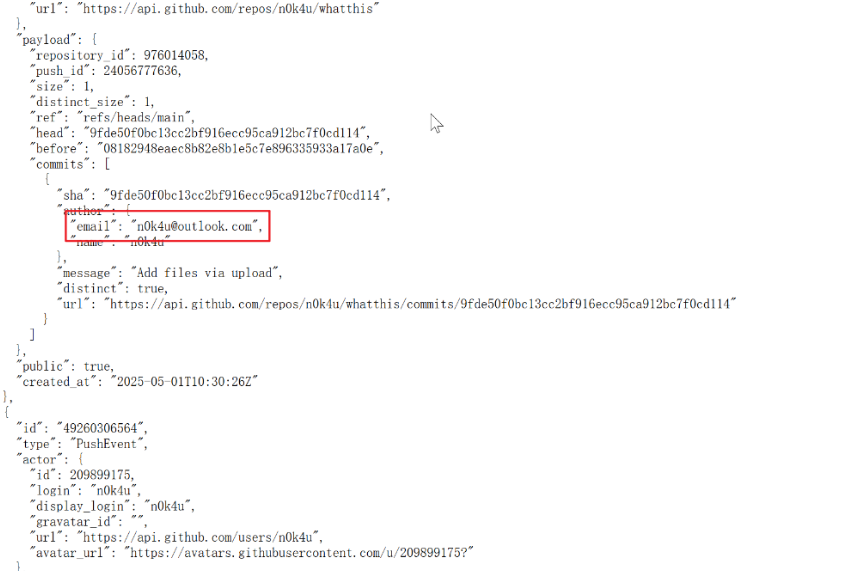 "url": "https://api.github.com/repos/n0k4u/whatthis"
},
"payload": {
"repository_id": 976014058,
"push_id": 24056777636,
"size": 1,
"distinct_size": 1,
"ref": "refs/heads/main",
"head": "9fde50f0bc13cc2bf916ecc95ca912bc7f0cd114",
"before": "08182948eaec8b82e8b1e5c7e896335933a17a0e",
"commits": [
{
"sha": "9fde50f0bc13cc2bf916ecc95ca912bc7f0cd114",
"author": {
"email": "n0k4u@outlook.com",
"name": "n0k4u"
},
"message": "Add files via upload",
"distinct": true,
"url": "https://api.github.com/repos/n0k4u/whatthis/commits/9fde50f0bc13cc2bf916ecc95ca912bc7f0cd114"
}
]
},
"public": true,
"created_at": "2025-05-01T10:30:26Z"
},
{
"id": "49260306564",
"type": "PushEvent",
"actor": {
"id": 209899175,
"login": "n0k4u",
"display_login": "n0k4u",
"gravatar_id": "",
"url": "https://api.github.com/users/n0k4u",
"avatar_url": "https://avatars.githubusercontent.com/u/209899175?"
}